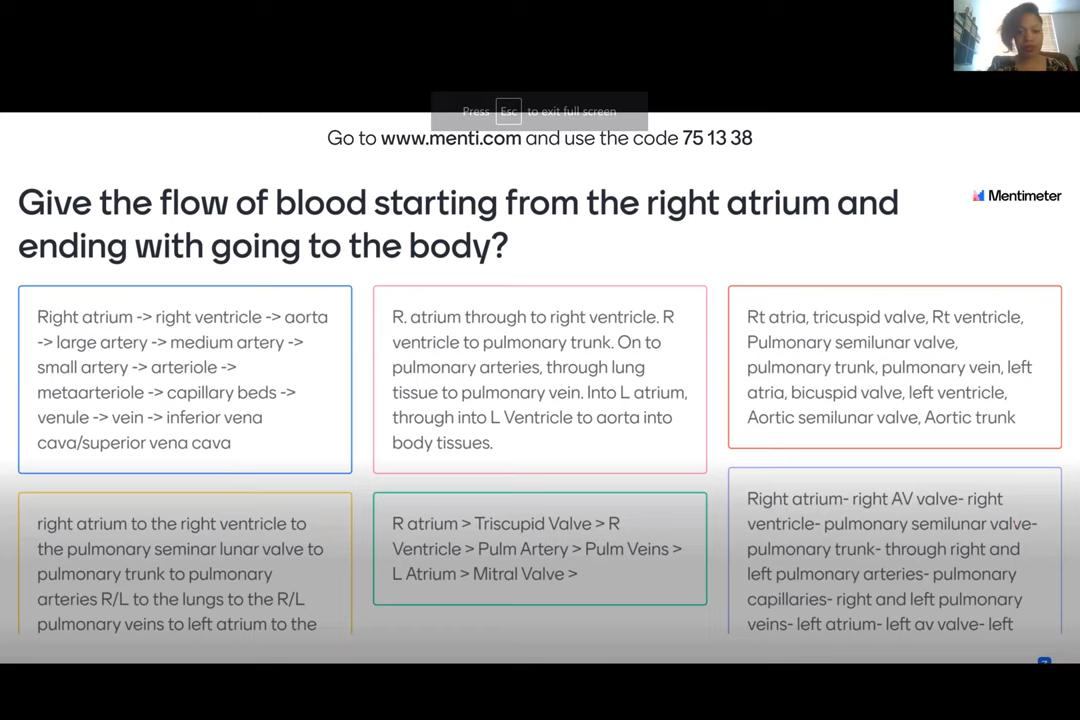 Press Esc to exit full screen
Go to www.menti.com and use the code 75 13 38
Give the flow of blood starting from the right atrium and
ending with going to the body?
Mentimeter
Right atrium -> right ventricle -> aorta
-> large artery -> medium artery ->
small artery -> arteriole ->
metaarteriole -> capillary beds ->
venule -> vein -> inferior vena
cava/superior vena cava
R. atrium through to right ventricle. R
ventricle to pulmonary trunk. On to
pulmonary arteries, through lung
tissue to pulmonary vein. Into L atrium,
through into L Ventricle to aorta into
body tissues.
Rt atria, tricuspid valve, Rt ventricle,
Pulmonary semilunar valve,
pulmonary trunk, pulmonary vein, left
atria, bicuspid valve, left ventricle,
Aortic semilunar valve, Aortic trunk
right atrium to the right ventricle to
the pulmonary seminar lunar valve to
pulmonary trunk to pulmonary
arteries R/L to the lungs to the R/L
pulmonary veins to left atrium to the
R atrium > Triscupid Valve > R
Ventricle > Pulm Artery > Pulm Veins >
L Atrium > Mitral Valve >
Right atrium- right AV valve- right
ventricle- pulmonary semilunar valve-
pulmonary trunk- through right and
left pulmonary arteries- pulmonary
capillaries- right and left pulmonary
veins- left atrium- left av valve- left